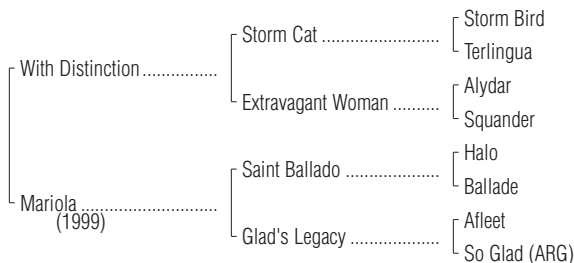 Storm Bird
Storm Cat ........................
Terlingua
With Distinction ...............
Alydar
Extravagant Woman ..........
Squander
Halo
Saint Ballado ...................
Ballade
Mariola ...........................
(1999)
Afleet
Glad's Legacy ..................
So Glad (ARG)